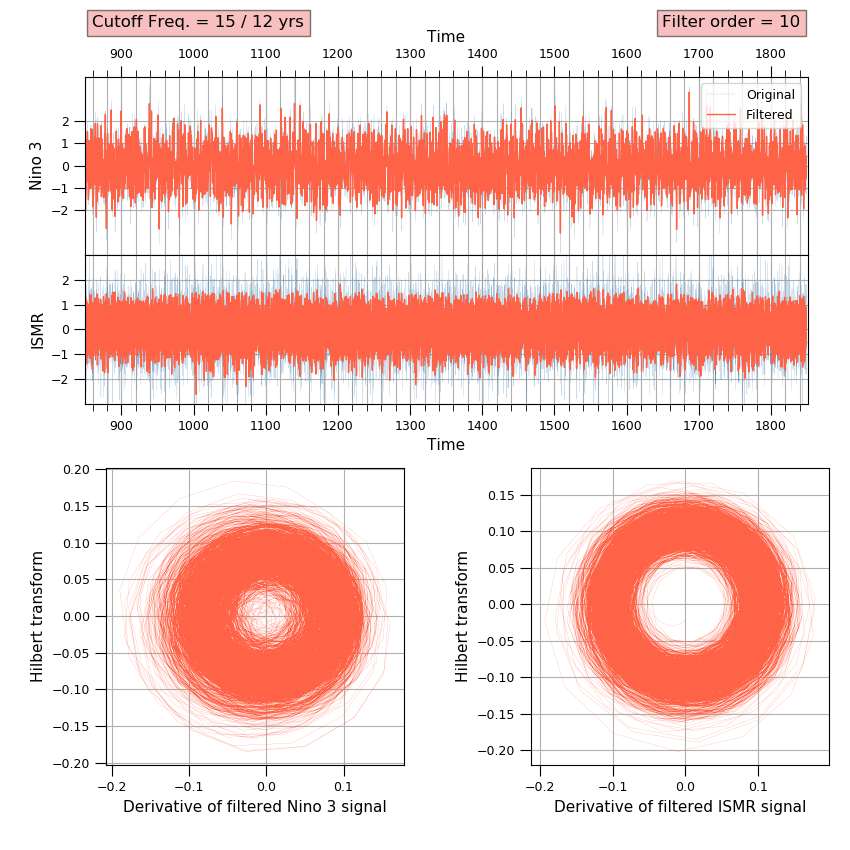 Cutoff Freq. = 15 / 12 yrs
Filter order = 10
Time
900 1000 1100 1200 1300 1400 1500 1600 1700 1800
Original
Filtered
Nino 3
2
1
0
−1
−2
ISMR
2
1
0
−1
−2
900 1000 1100 1200 1300 1400 1500 1600 1700 1800
Time
Hilbert transform
0.20
0.15
0.10
0.05
0.00
−0.05
−0.10
−0.15
−0.20
−0.2 −0.1 0.0 0.1
Derivative of filtered Nino 3 signal
Hilbert transform
0.15
0.10
0.05
0.00
−0.05
−0.10
−0.15
−0.20
−0.2 −0.1 0.0 0.1
Derivative of filtered ISMR signal